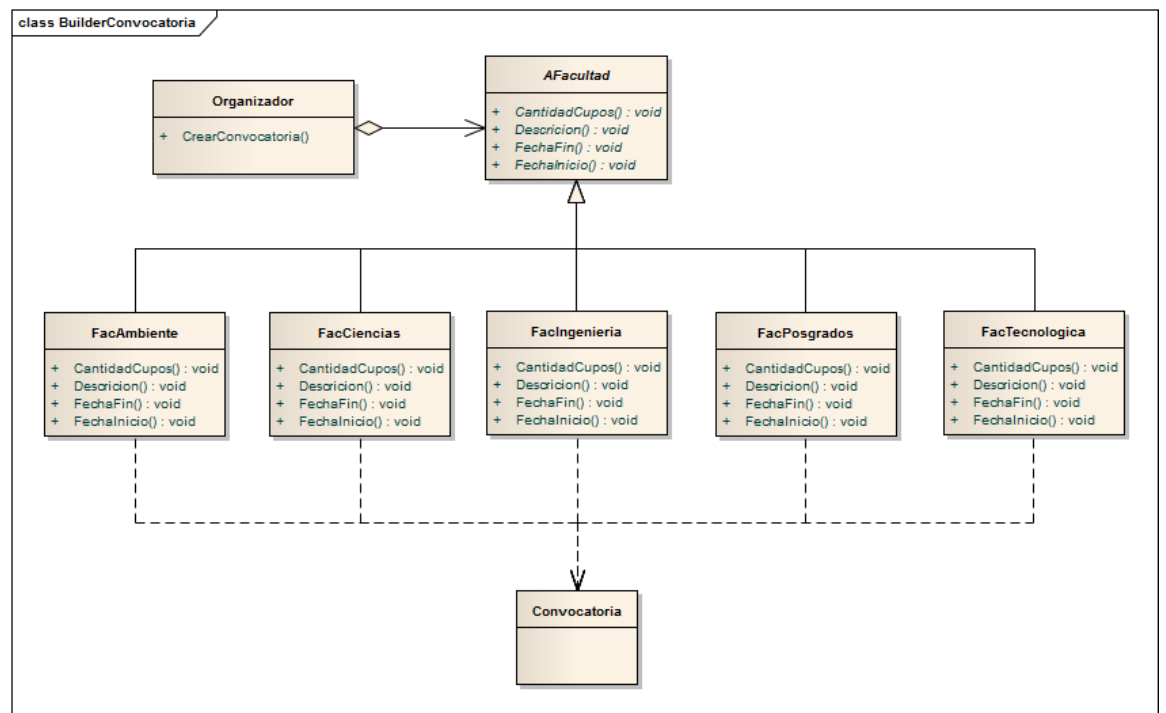 class BuilderConvocatoria
Organizador
+ CrearConvocatoria()
AFacultad
+ CantidadCupos() : void
+ Descricion() : void
+ FechaFin() : void
+ FechaInicio() : void
FacAmbiente
+ CantidadCupos() : void
+ Descricion() : void
+ FechaFin() : void
+ FechaInicio() : void
FacCiencias
+ CantidadCupos() : void
+ Descricion() : void
+ FechaFin() : void
+ FechaInicio() : void
FacIngenieria
+ CantidadCupos() : void
+ Descricion() : void
+ FechaFin() : void
+ FechaInicio() : void
FacPosgrados
+ CantidadCupos() : void
+ Descricion() : void
+ FechaFin() : void
+ FechaInicio() : void
FacTecnologica
+ CantidadCupos() : void
+ Descricion() : void
+ FechaFin() : void
+ FechaInicio() : void
Convocatoria